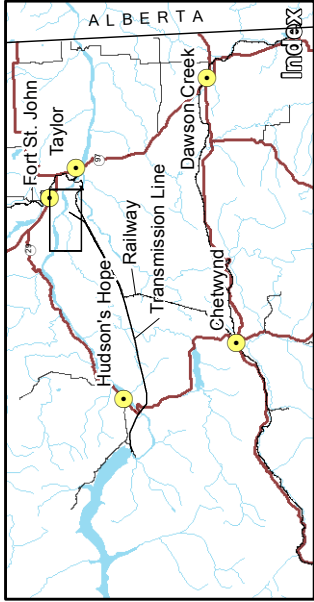 ALBERTA
Fort St. John
Taylor
97
29
Hudson's Hope
Railway
Transmission Line
Dawson Creek
Chetwynd
Index